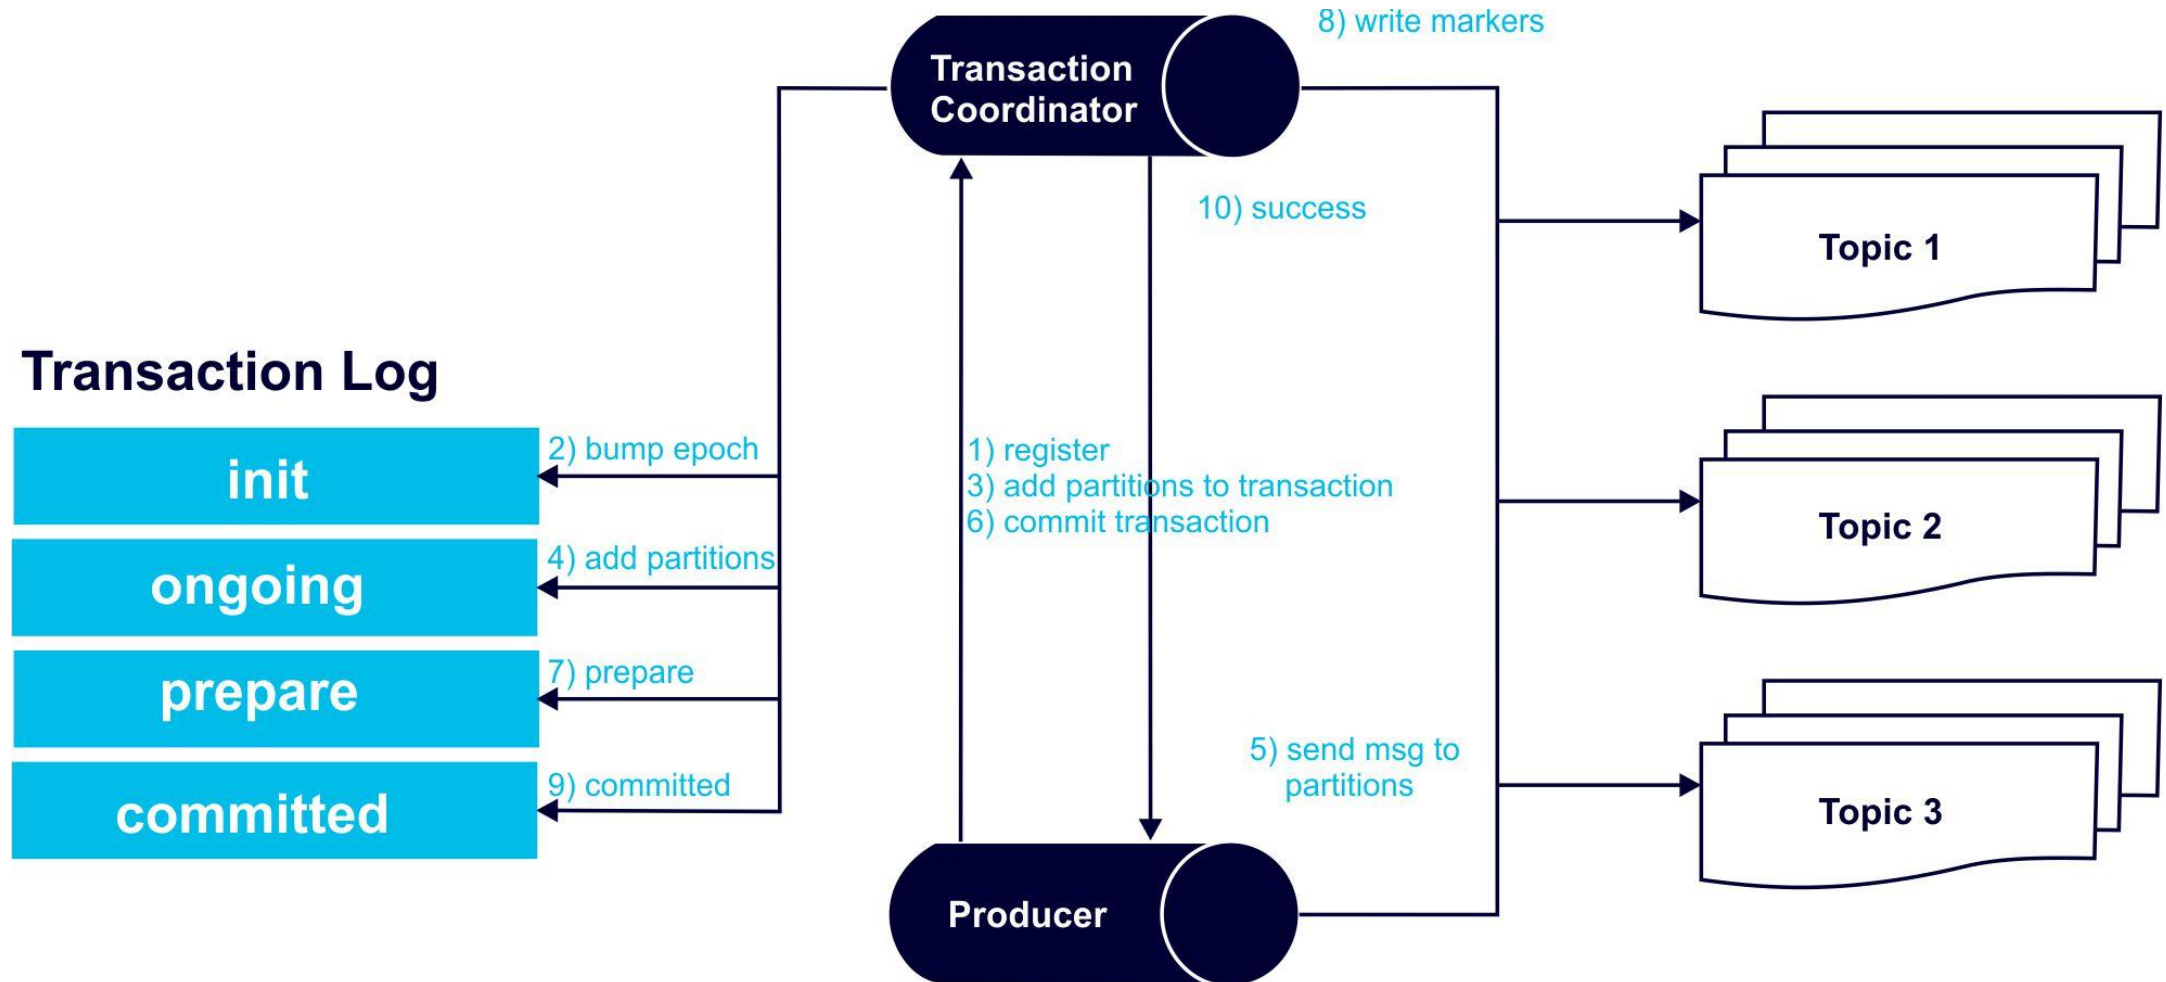 8) write markers
Transaction
Coordinator
10) success
Topic 1
Transaction Log
init
2) bump epoch
1) register
3) add partitions to transaction
6) commit transaction
Topic 2
ongoing
4) add partitions
prepare
7) prepare
5) send msg to
partitions
committed
9) committed
Topic 3
Producer